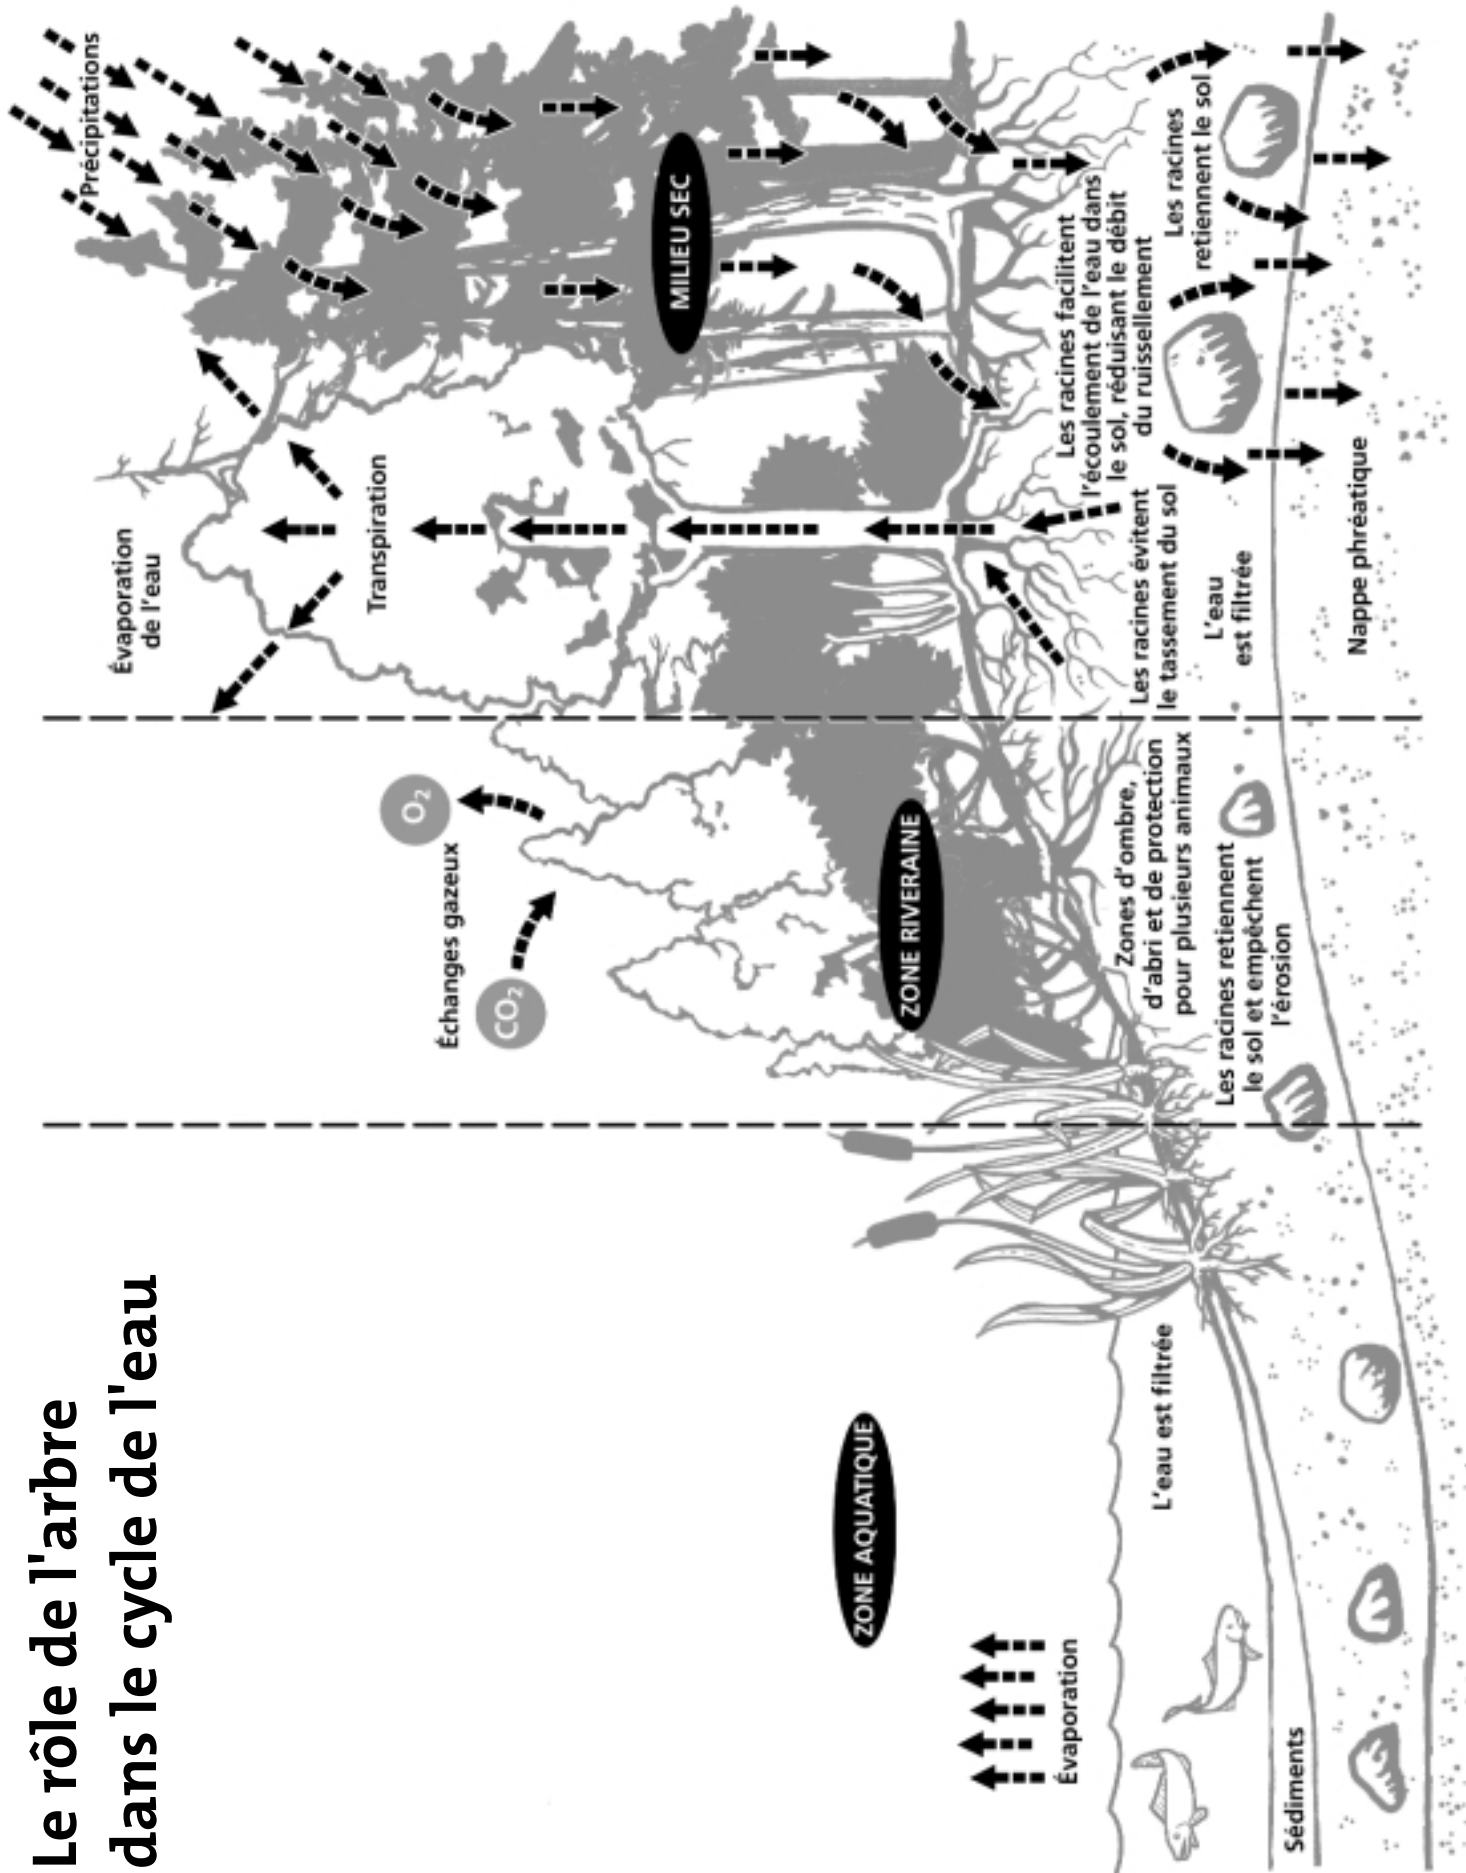 Le rôle de l'arbre
dans le cycle de l'eau
Précipitations
Évaporation
de l'eau
Transpiration
MILIEU SEC
Échanges gazeux
CO₂
O₂
ZONE RIVERAINE
ZONE AQUATIQUE
Évaporation
L'eau est filtrée
Sédiments
Zones d'ombre,
d'abri et de protection
pour plusieurs animaux
Les racines retiennent
le sol et empêchent
l'érosion
Les racines évitent
le tassement du sol
L'eau
est filtrée
Les racines facilitent
l'écoulement de l'eau dans
le sol, réduisant le débit
du ruissellement
Les racines
retiennent le sol
Nappe phréatique